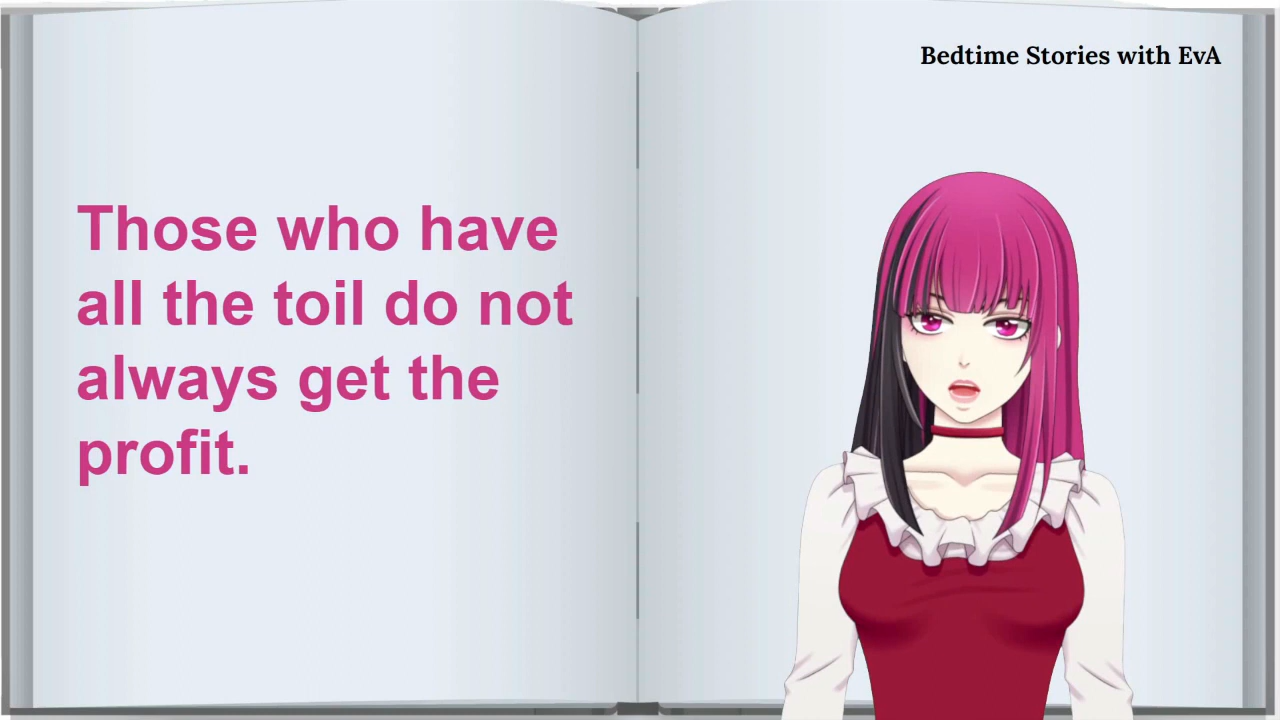 Bedtime Stories with EvA
Those who have
all the toil do not
always get the
profit.